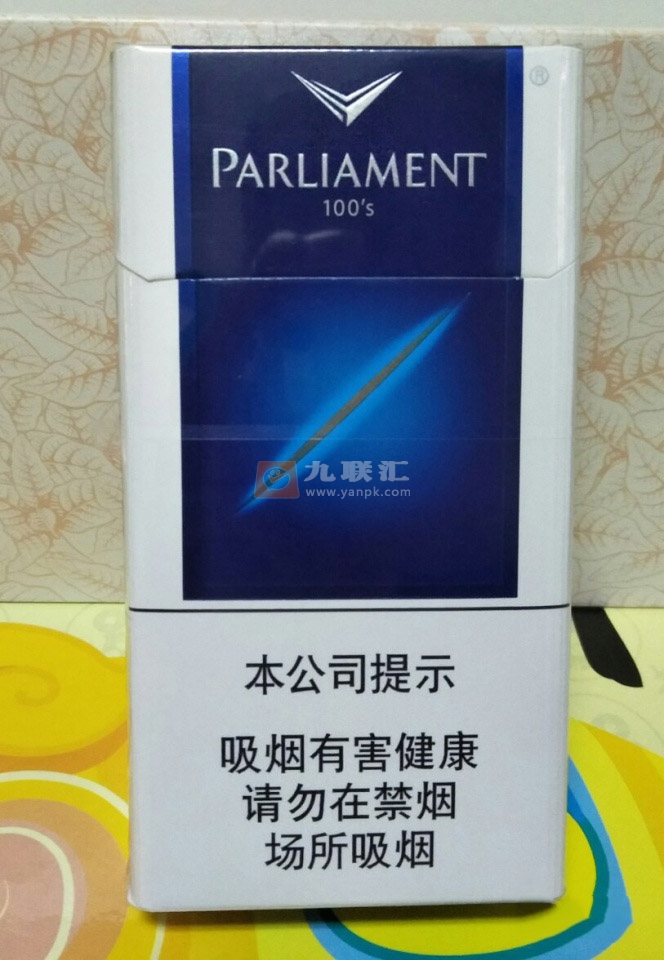 ®
PARLIAMENT
100's
九联汇
www.yanpk.com
本公司提示
吸烟有害健康
请勿在禁烟
场所吸烟